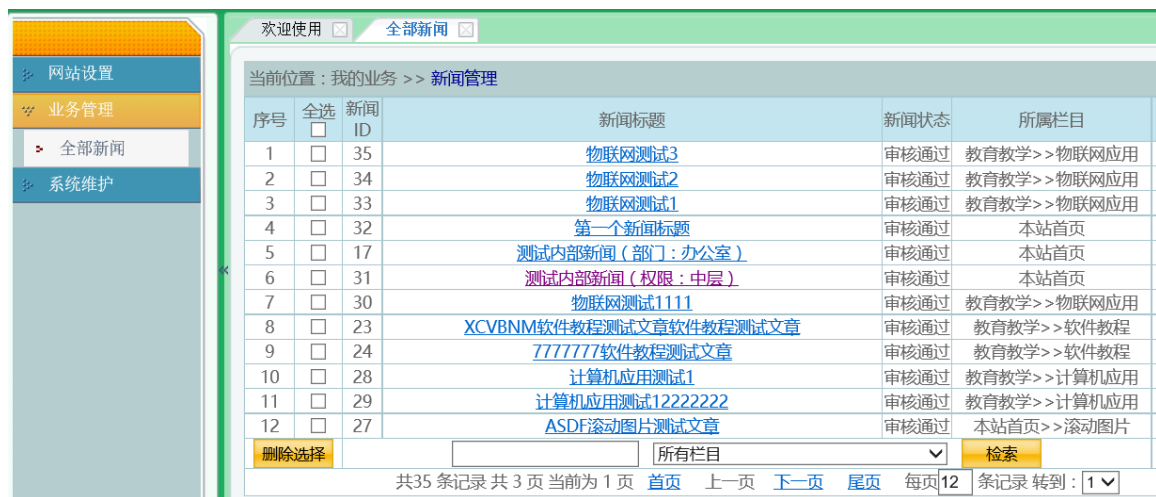 欢迎使用 全部新闻
网站设置
业务管理
全部新闻
系统维护
当前位置：我的业务 >> 新闻管理
序号 全选 新闻ID 新闻标题 新闻状态 所属栏目
1 35 物联网测试3 审核通过 教育教学>>物联网应用
2 34 物联网测试2 审核通过 教育教学>>物联网应用
3 33 物联网测试1 审核通过 教育教学>>物联网应用
4 32 第一个新闻标题 审核通过 本站首页
5 17 测试内部新闻（部门：办公室） 审核通过 本站首页
6 31 测试内部新闻（权限：中层） 审核通过 本站首页
7 30 物联网测试1111 审核通过 教育教学>>物联网应用
8 23 XCVBNM软件教程测试文章软件教程测试文章 审核通过 教育教学>>软件教程
9 24 7777777软件教程测试文章 审核通过 教育教学>>软件教程
10 28 计算机应用测试1 审核通过 教育教学>>计算机应用
11 29 计算机应用测试12222222 审核通过 教育教学>>计算机应用
12 27 ASDF滚动图片测试文章 审核通过 本站首页>>滚动图片
删除选择 所有栏目 检索
共35 条记录 共 3 页 当前为 1 页 首页 上一页 下一页 尾页 每页12 条记录 转到：1